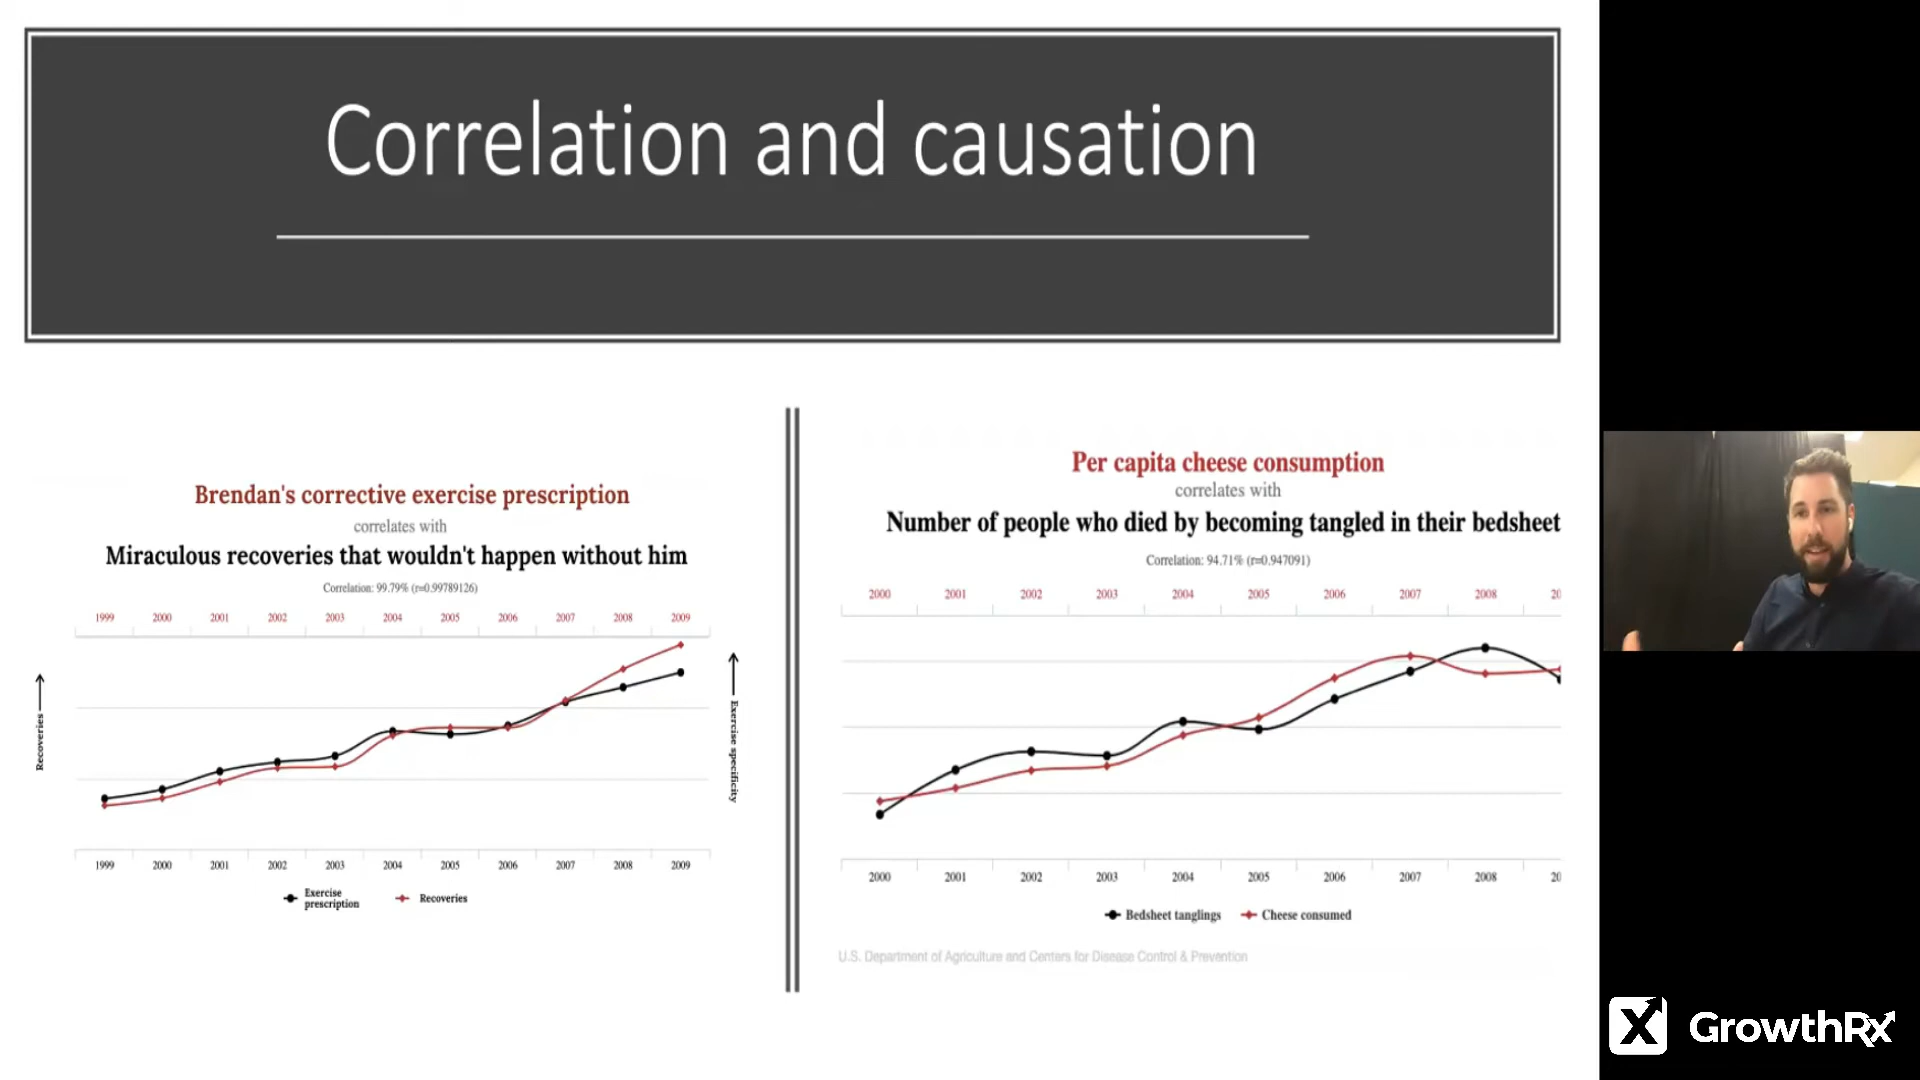 Correlation and causation
Brendan's corrective exercise prescription
correlates with
Miraculous recoveries that wouldn't happen without him
Correlation: 99.79% (r=0.99789126)
1999 2000 2001 2002 2003 2004 2005 2006 2007 2008 2009
Recoveries
Exercise specificity
1999 2000 2001 2002 2003 2004 2005 2006 2007 2008 2009
Exercise
prescription
Recoveries
Per capita cheese consumption
correlates with
Number of people who died by becoming tangled in their bedsheet
Correlation: 94.71% (r=0.947091)
2000 2001 2002 2003 2004 2005 2006 2007 2008 20
2000 2001 2002 2003 2004 2005 2006 2007 2008 20
Bedsheet tanglings Cheese consumed
U.S. Department of Agriculture and Centers for Disease Control & Prevention
X GrowthRx